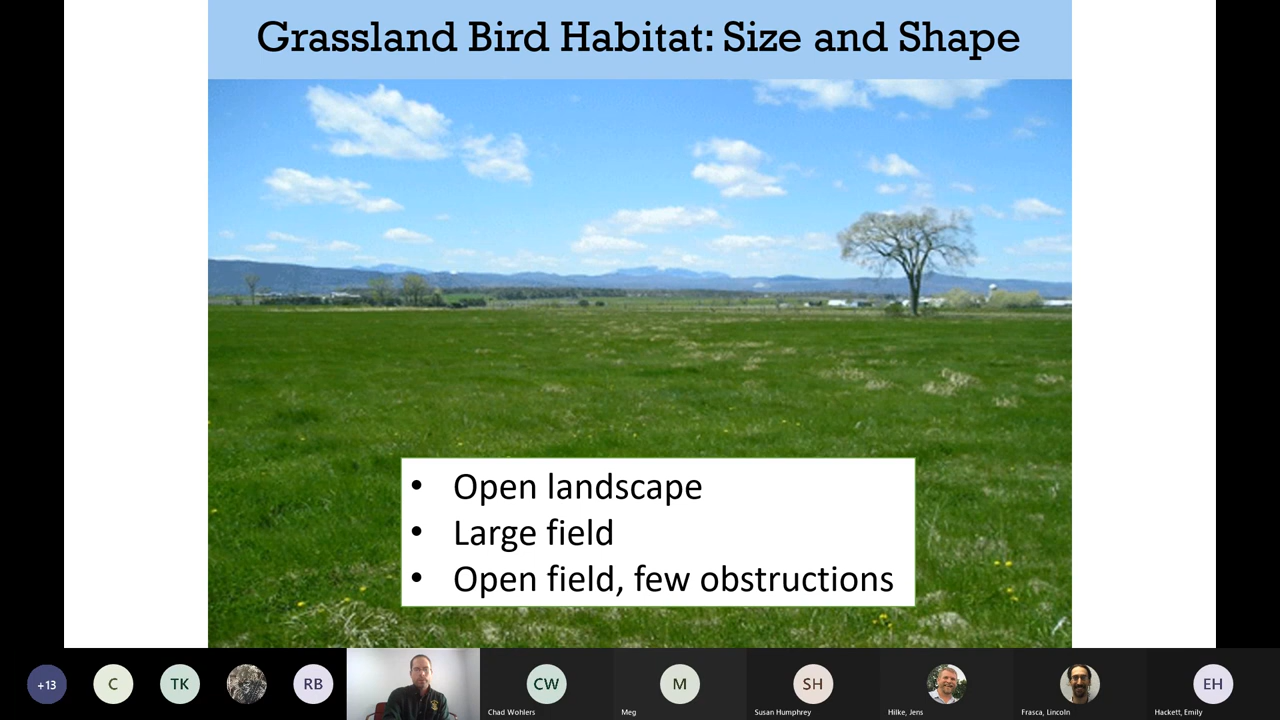 Grassland Bird Habitat: Size and Shape
• Open landscape
• Large field
• Open field, few obstructions
+13
C
TK
RB
CW
Chad Wohlers
M
Meg
SH
Susan Humphrey
Hilke, Jens
Frasca, Lincoln
EH
Hackett, Emily